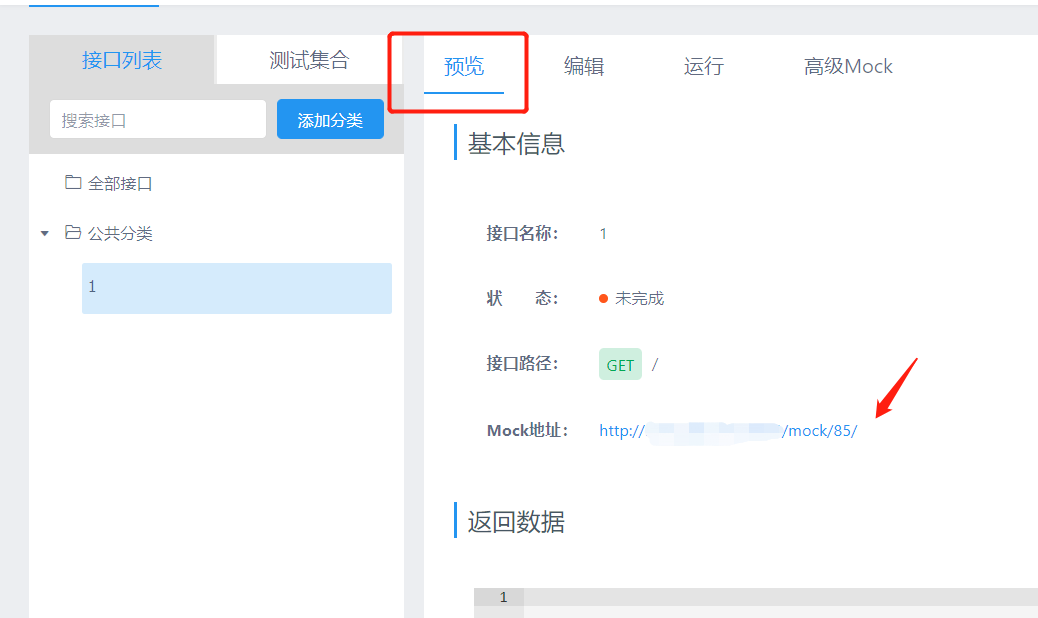 接口列表
测试集合
搜索接口
添加分类
全部接口
公共分类
1
预览
编辑
运行
高级Mock
基本信息
接口名称：
1
状 态：
未完成
接口路径：
GET /
Mock地址：
http:// /mock/85/
返回数据
1